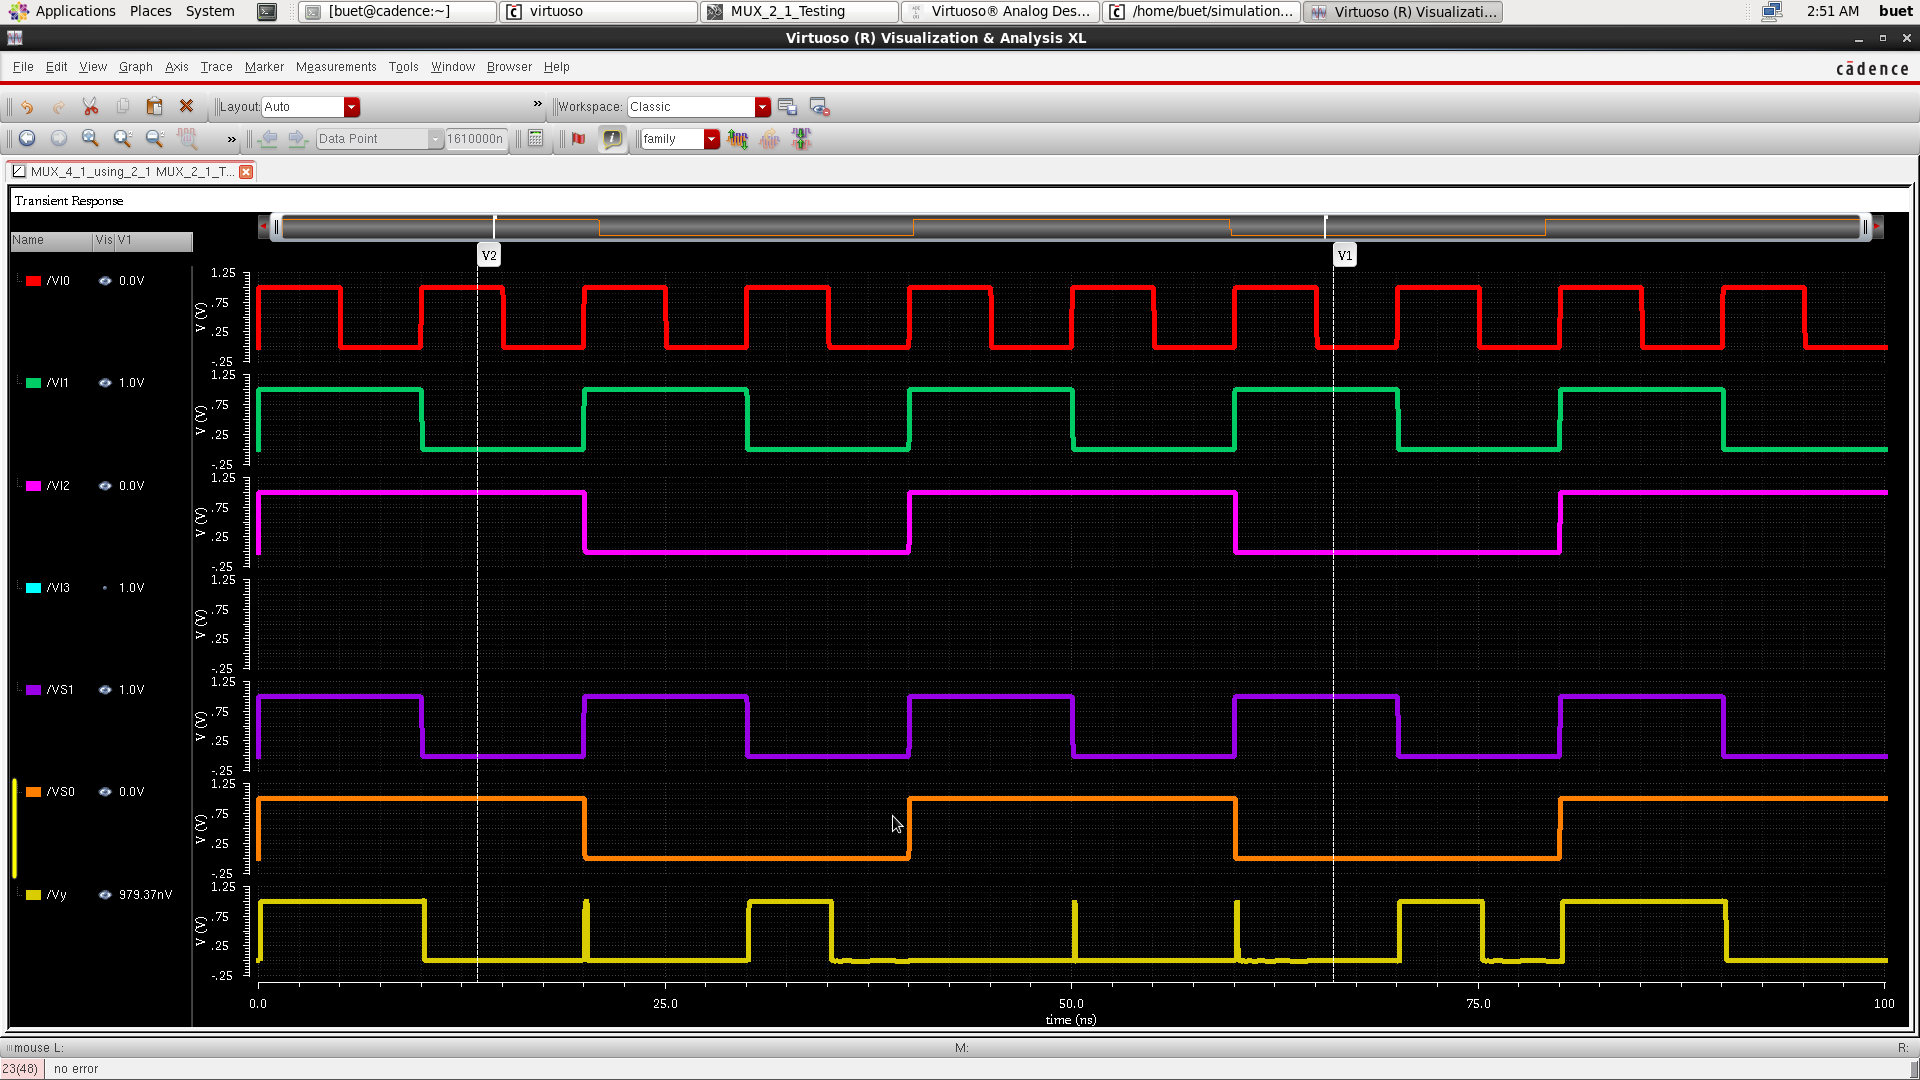 Applications Places System [buet@cadence:~] virtuoso MUX_2_1_Testing Virtuoso® Analog Des... /home/buet/simulation... Virtuoso (R) Visualizati... 2:51 AM buet
Virtuoso (R) Visualization & Analysis XL
File Edit View Graph Axis Trace Marker Measurements Tools Window Browser Help
cādence
Layout: Auto » Workspace: Classic
» Data Point 1610000n family
MUX_4_1_using_2_1 MUX_2_1_T...
Transient Response
Name Vis V1
V2 V1
/VI0 0.0V
1.25
.75
.25
-.25
V (V)
/VI1 1.0V
1.25
.75
.25
-.25
V (V)
/VI2 0.0V
1.25
.75
.25
-.25
V (V)
/VI3 1.0V
1.25
.75
.25
-.25
V (V)
/VS1 1.0V
1.25
.75
.25
-.25
V (V)
/VS0 0.0V
1.25
.75
.25
-.25
V (V)
/Vy 979.37nV
1.25
.75
.25
-.25
V (V)
0.0 25.0 50.0 75.0 100
time (ns)
mouse L: M: R:
23(48) no error